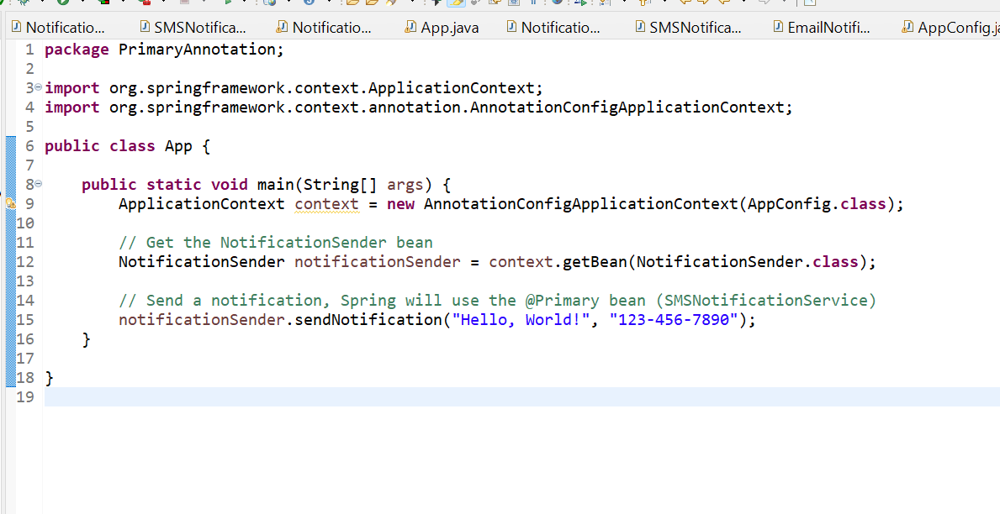 Notificatio...
SMSNotifica...
Notificatio...
App.java
Notificatio...
SMSNotifica...
EmailNotifi...
AppConfig.ja
1 package PrimaryAnnotation;
2
3 import org.springframework.context.ApplicationContext;
4 import org.springframework.context.annotation.AnnotationConfigApplicationContext;
5
6 public class App {
7
8 public static void main(String[] args) {
9 ApplicationContext context = new AnnotationConfigApplicationContext(AppConfig.class);
10
11 // Get the NotificationSender bean
12 NotificationSender notificationSender = context.getBean(NotificationSender.class);
13
14 // Send a notification, Spring will use the @Primary bean (SMSNotificationService)
15 notificationSender.sendNotification("Hello, World!", "123-456-7890");
16 }
17
18 }
19